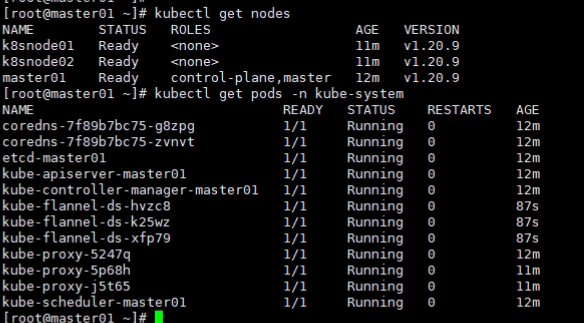 [root@master01 ~]# kubectl get nodes
NAME        STATUS   ROLES                  AGE   VERSION
k8snode01   Ready    <none>                 11m   v1.20.9
k8snode02   Ready    <none>                 11m   v1.20.9
master01    Ready    control-plane,master   12m   v1.20.9
[root@master01 ~]# kubectl get pods -n kube-system
NAME                               READY   STATUS    RESTARTS   AGE
coredns-7f89b7bc75-g8zpg           1/1     Running   0          12m
coredns-7f89b7bc75-zvnvt           1/1     Running   0          12m
etcd-master01                      1/1     Running   0          12m
kube-apiserver-master01            1/1     Running   0          12m
kube-controller-manager-master01   1/1     Running   0          12m
kube-flannel-ds-hvzc8              1/1     Running   0          87s
kube-flannel-ds-k25wz              1/1     Running   0          87s
kube-flannel-ds-xfp79              1/1     Running   0          87s
kube-proxy-5247q                   1/1     Running   0          12m
kube-proxy-5p68h                   1/1     Running   0          11m
kube-proxy-j5t65                   1/1     Running   0          11m
kube-scheduler-master01            1/1     Running   0          12m
[root@master01 ~]#